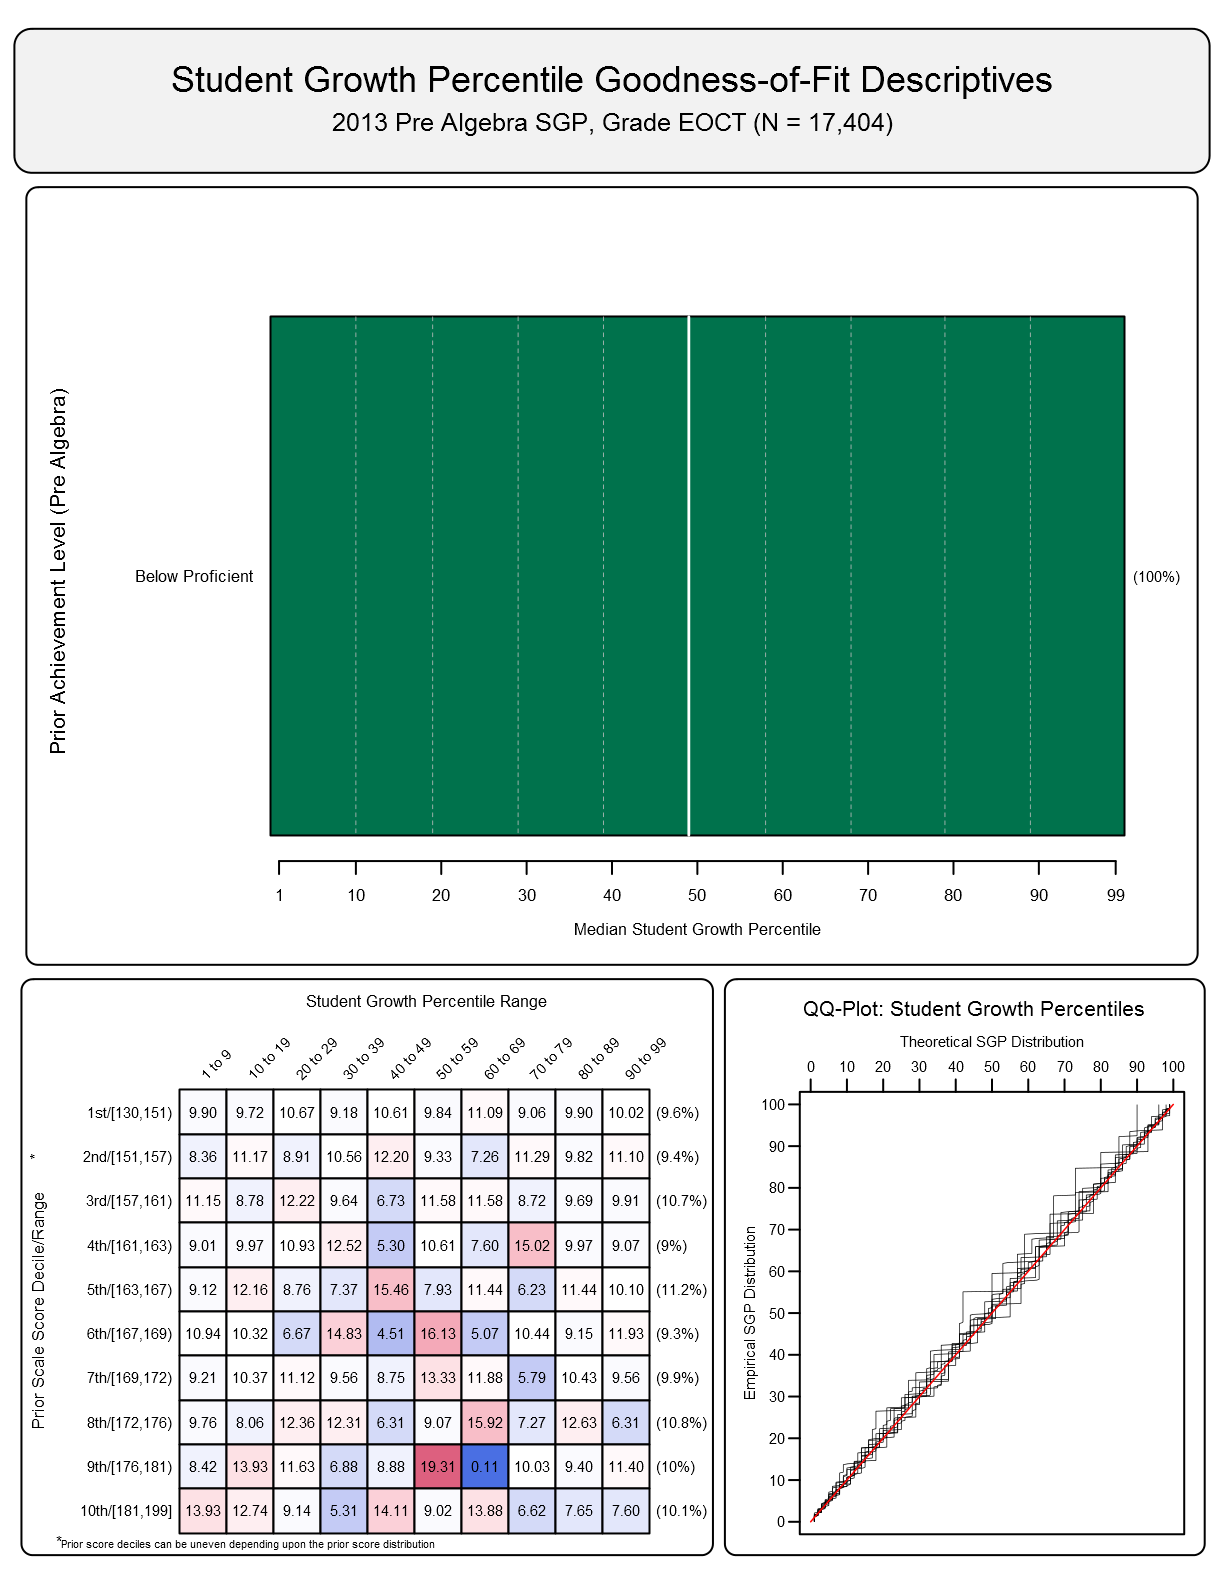 Student Growth Percentile Goodness-of-Fit Descriptives
2013 Pre Algebra SGP, Grade EOCT (N = 17,404)
Prior Achievement Level (Pre Algebra)
Below Proficient
(100%)
1 10 20 30 40 50 60 70 80 90 99
Median Student Growth Percentile
Student Growth Percentile Range
1 to 9 10 to 19 20 to 29 30 to 39 40 to 49 50 to 59 60 to 69 70 to 79 80 to 89 90 to 99
Prior Scale Score Decile/Range *
1st/[130,151) 9.90 9.72 10.67 9.18 10.61 9.84 11.09 9.06 9.90 10.02 (9.6%)
2nd/[151,157) 8.36 11.17 8.91 10.56 12.20 9.33 7.26 11.29 9.82 11.10 (9.4%)
3rd/[157,161) 11.15 8.78 12.22 9.64 6.73 11.58 11.58 8.72 9.69 9.91 (10.7%)
4th/[161,163) 9.01 9.97 10.93 12.52 5.30 10.61 7.60 15.02 9.97 9.07 (9%)
5th/[163,167) 9.12 12.16 8.76 7.37 15.46 7.93 11.44 6.23 11.44 10.10 (11.2%)
6th/[167,169) 10.94 10.32 6.67 14.83 4.51 16.13 5.07 10.44 9.15 11.93 (9.3%)
7th/[169,172) 9.21 10.37 11.12 9.56 8.75 13.33 11.88 5.79 10.43 9.56 (9.9%)
8th/[172,176) 9.76 8.06 12.36 12.31 6.31 9.07 15.92 7.27 12.63 6.31 (10.8%)
9th/[176,181) 8.42 13.93 11.63 6.88 8.88 19.31 0.11 10.03 9.40 11.40 (10%)
10th/[181,199] 13.93 12.74 9.14 5.31 14.11 9.02 13.88 6.62 7.65 7.60 (10.1%)
*Prior score deciles can be uneven depending upon the prior score distribution
QQ-Plot: Student Growth Percentiles
Theoretical SGP Distribution
0 10 20 30 40 50 60 70 80 90 100
Empirical SGP Distribution
100
90
80
70
60
50
40
30
20
10
0